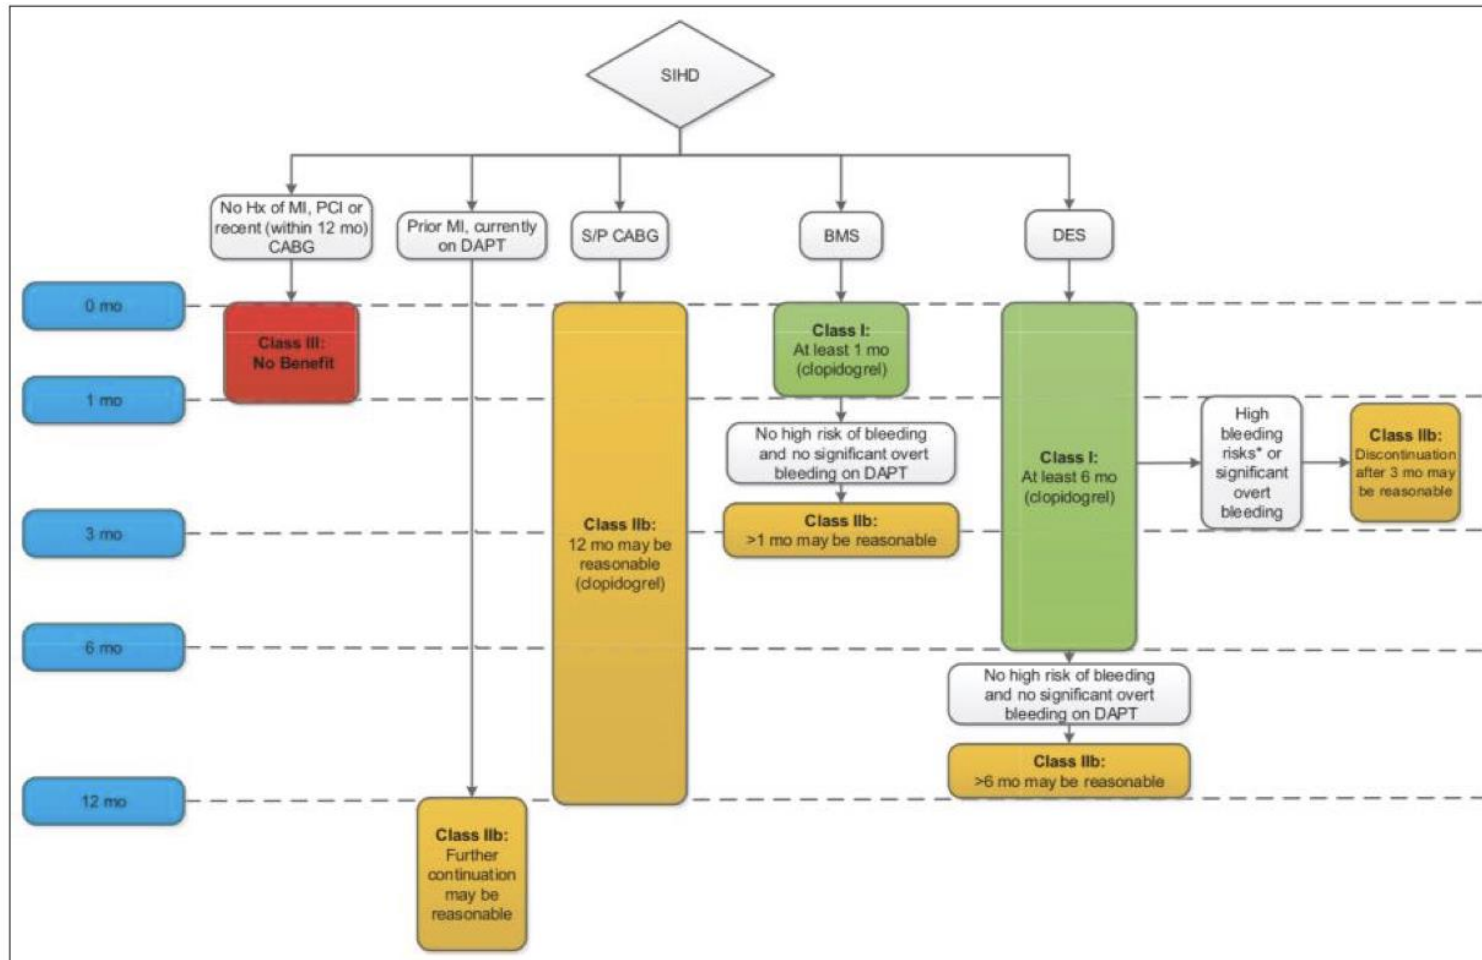 SIHD
No Hx of MI, PCI or
recent (within 12 mo)
CABG
Prior MI, currently
on DAPT
S/P CABG
BMS
DES
0 mo
1 mo
3 mo
6 mo
12 mo
Class III:
No Benefit
Class IIb:
Further
continuation
may be
reasonable
Class IIb:
12 mo may be
reasonable
(clopidogrel)
Class I:
At least 1 mo
(clopidogrel)
No high risk of bleeding
and no significant overt
bleeding on DAPT
Class IIb:
>1 mo may be reasonable
Class I:
At least 6 mo
(clopidogrel)
High
bleeding
risks* or
significant
overt
bleeding
Class IIb:
Discontinuation
after 3 mo may
be reasonable
No high risk of bleeding
and no significant overt
bleeding on DAPT
Class IIb:
>6 mo may be reasonable